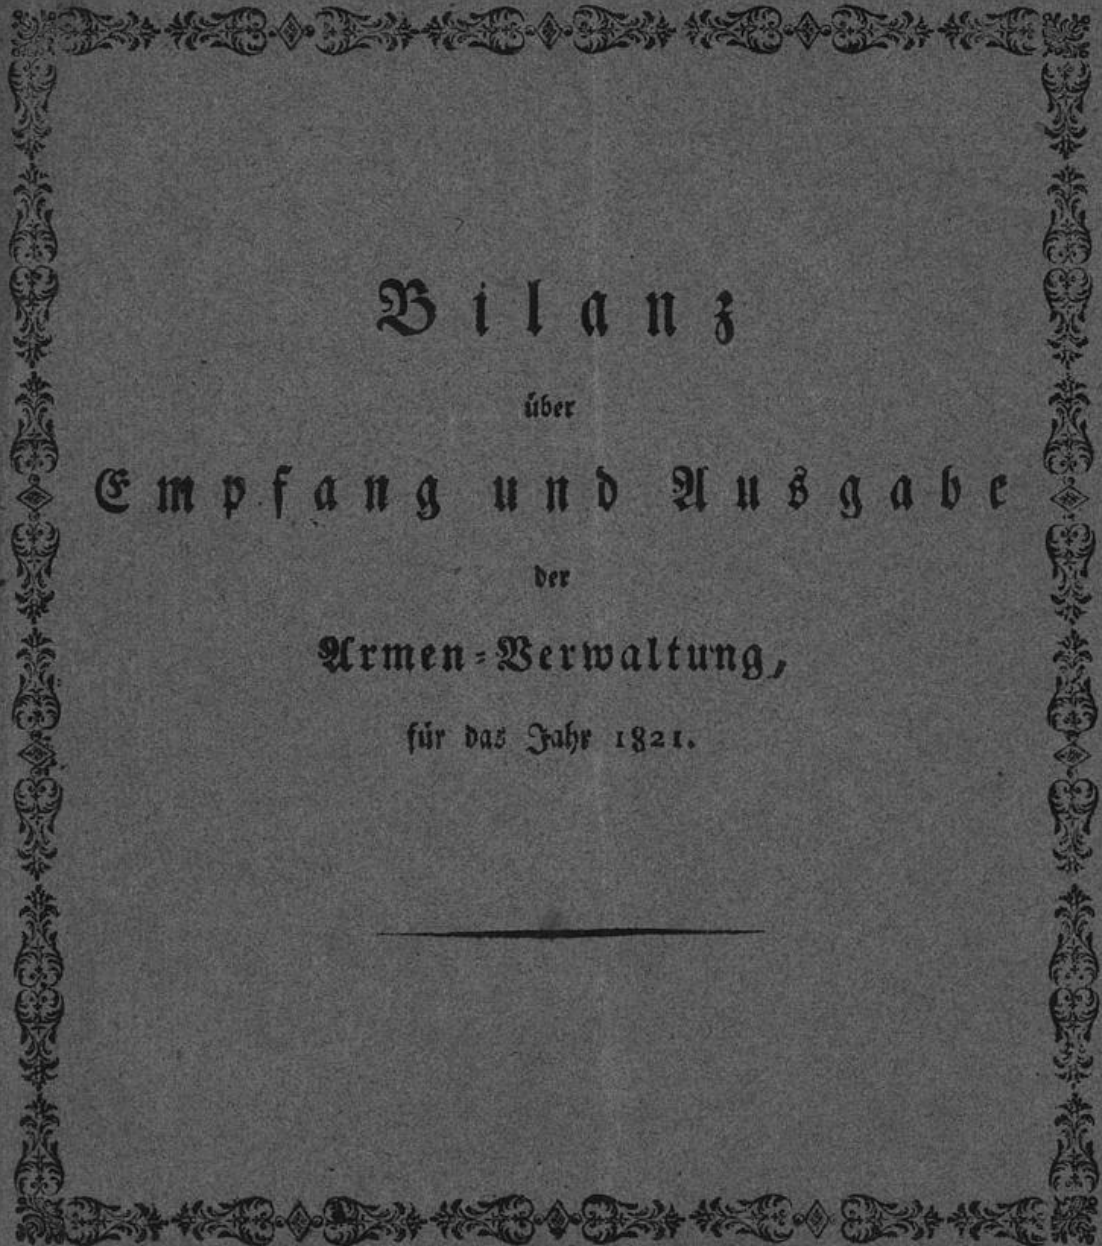 Bilanz
über
Empfang und Ausgabe
der
Armen-Verwaltung,
für das Jahr 1821.